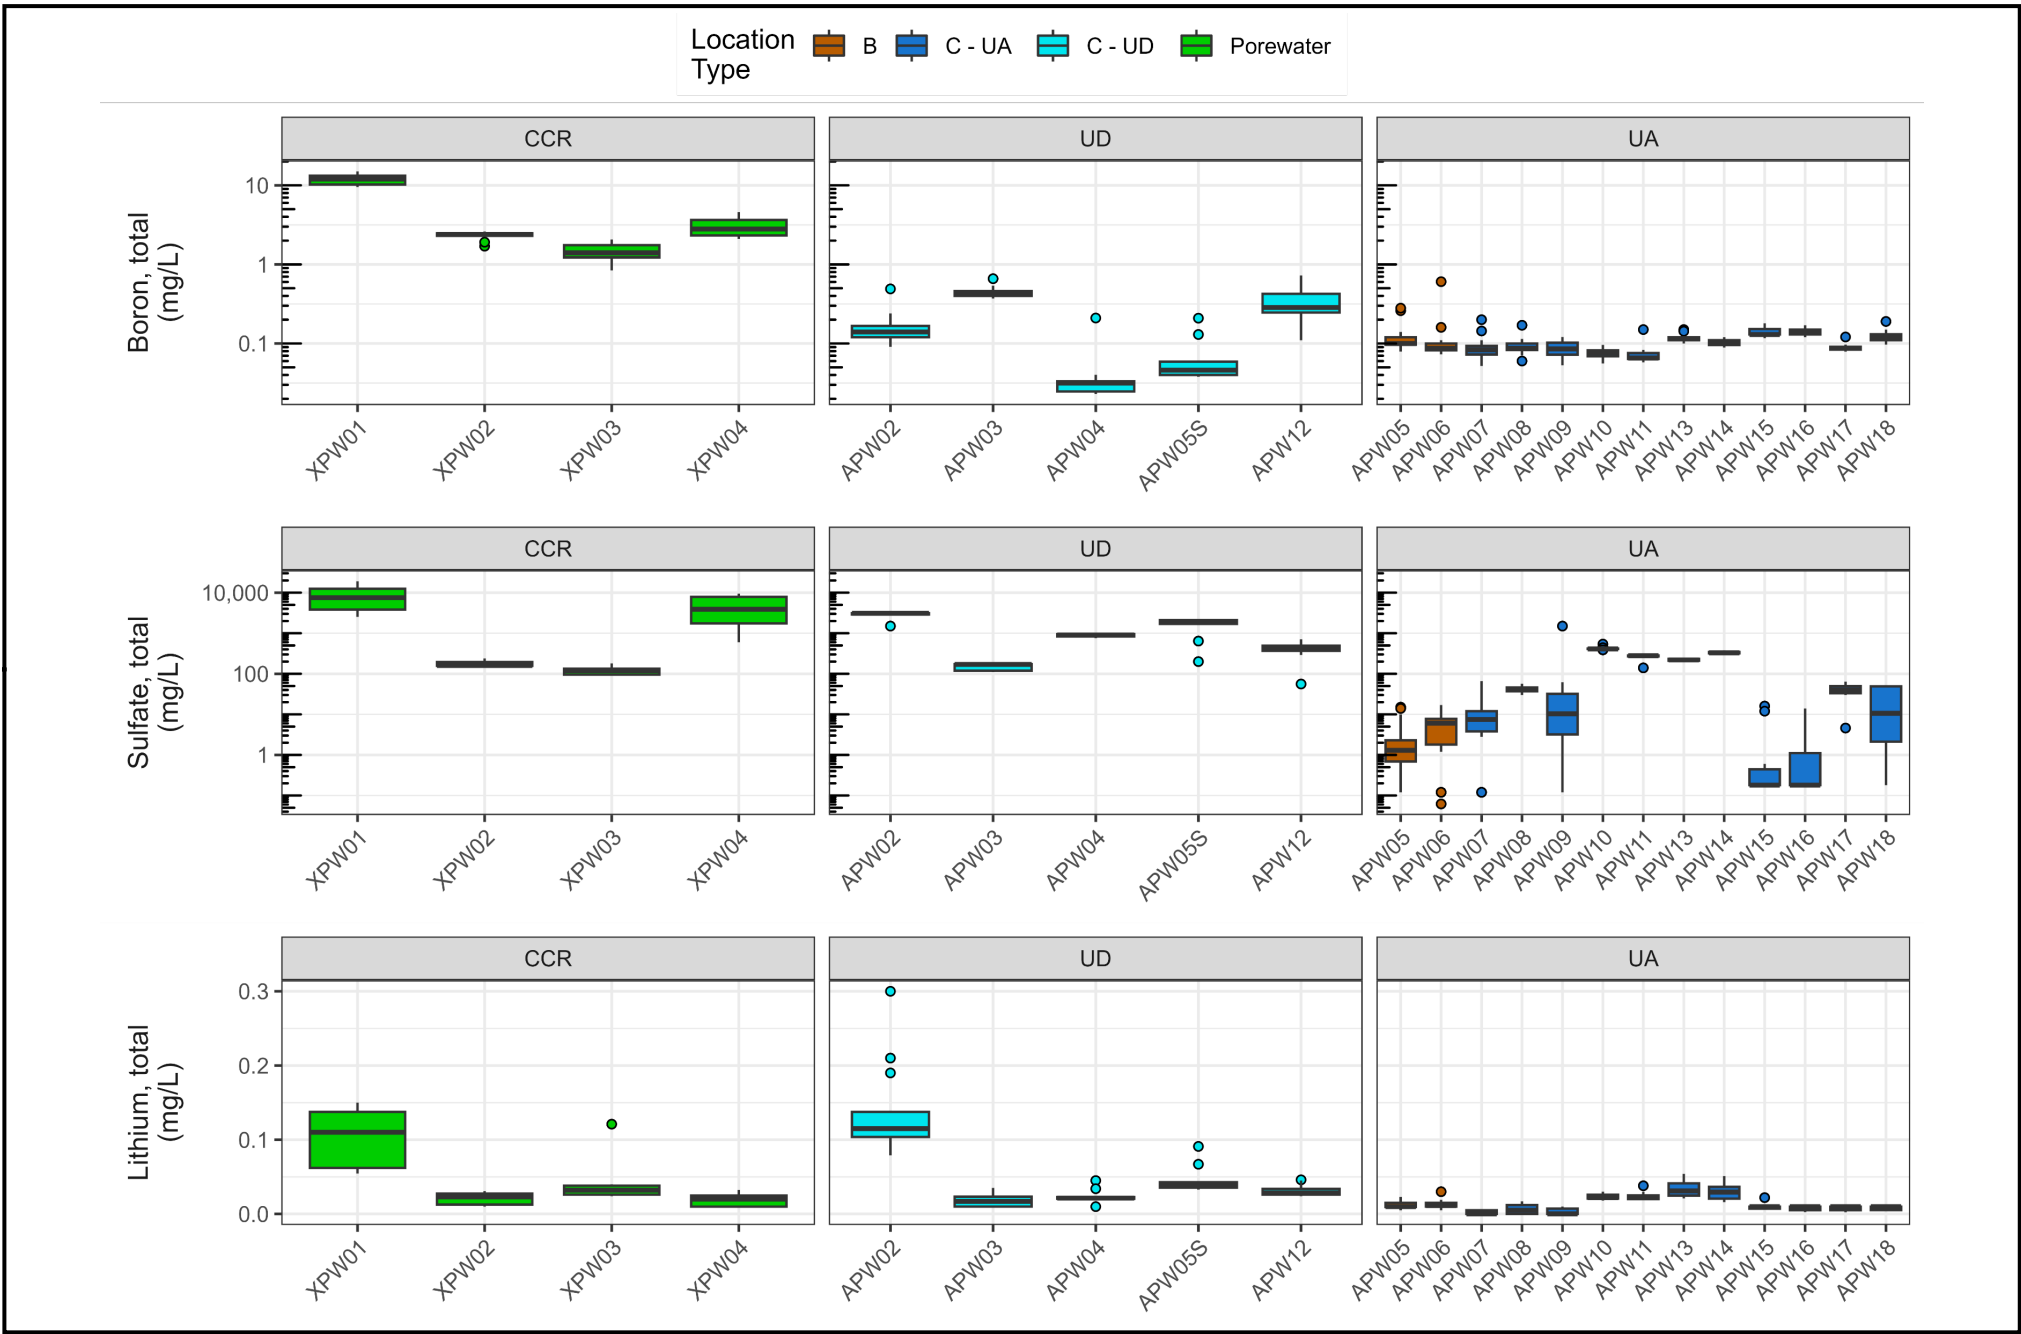 Location
Type
B
C - UA
C - UD
Porewater
CCR
UD
UA
Boron, total
(mg/L)
10
1
0.1
XPW01
XPW02
XPW03
XPW04
APW02
APW03
APW04
APW05S
APW12
APW05
APW06
APW07
APW08
APW09
APW10
APW11
APW13
APW14
APW15
APW16
APW17
APW18
CCR
UD
UA
Sulfate, total
(mg/L)
10,000
100
1
XPW01
XPW02
XPW03
XPW04
APW02
APW03
APW04
APW05S
APW12
APW05
APW06
APW07
APW08
APW09
APW10
APW11
APW13
APW14
APW15
APW16
APW17
APW18
CCR
UD
UA
Lithium, total
(mg/L)
0.3
0.2
0.1
0.0
XPW01
XPW02
XPW03
XPW04
APW02
APW03
APW04
APW05S
APW12
APW05
APW06
APW07
APW08
APW09
APW10
APW11
APW13
APW14
APW15
APW16
APW17
APW18